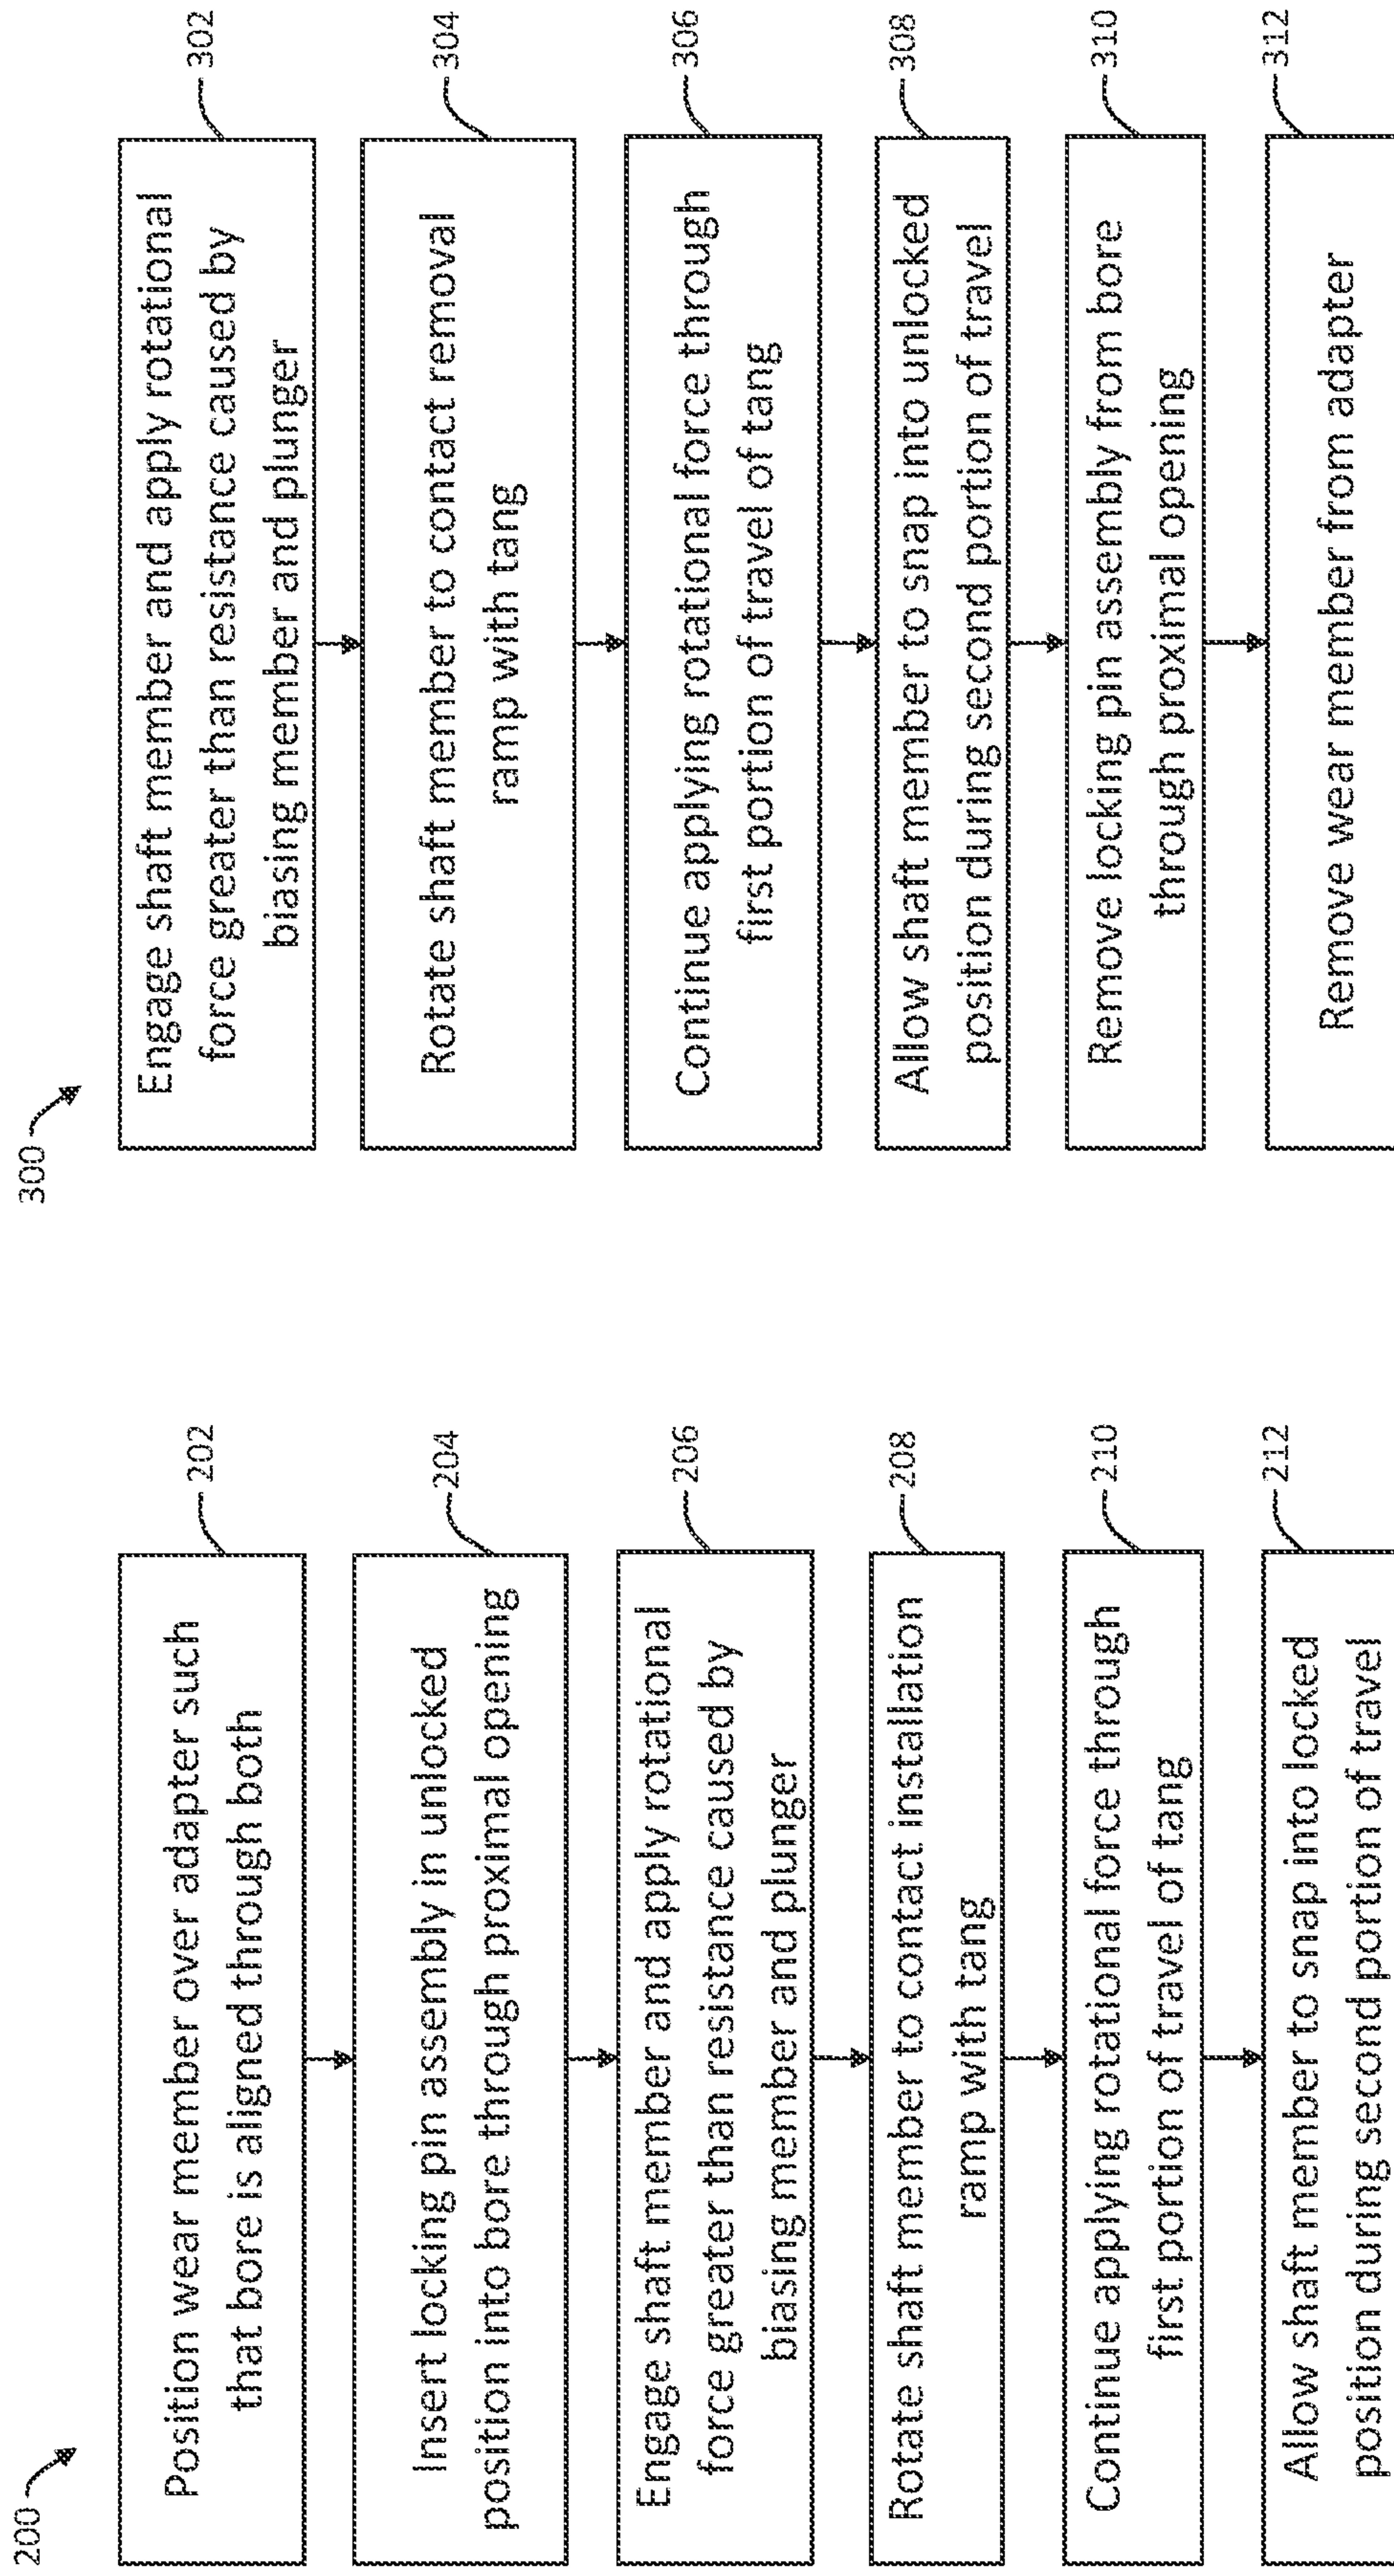 200
Position wear member over adapter such
that bore is aligned through both
202
Insert locking pin assembly in unlocked
position into bore through proximal opening
204
Engage shaft member and apply rotational
force greater than resistance caused by
biasing member and plunger
206
Rotate shaft member to contact installation
ramp with tang
208
Continue applying rotational force through
first portion of travel of tang
210
Allow shaft member to snap into locked
position during second portion of travel
212
300
Engage shaft member and apply rotational
force greater than resistance caused by
biasing member and plunger
302
Rotate shaft member to contact removal
ramp with tang
304
Continue applying rotational force through
first portion of travel of tang
306
Allow shaft member to snap into unlocked
position during second portion of travel
308
Remove locking pin assembly from bore
through proximal opening
310
Remove wear member from adapter
312